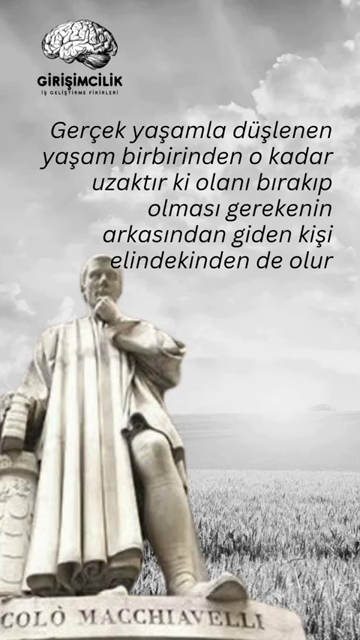 GİRİŞİMCİLİK
İŞ GELİŞTİRME FİKİRLERİ
Gerçek yaşamla düşlenen
yaşam birbirinden o kadar
uzaktır ki olanı bırakıp
olması gerekenin
arkasından giden kişi
elindekinden de olur
COLÒ MACCHIAVELLI